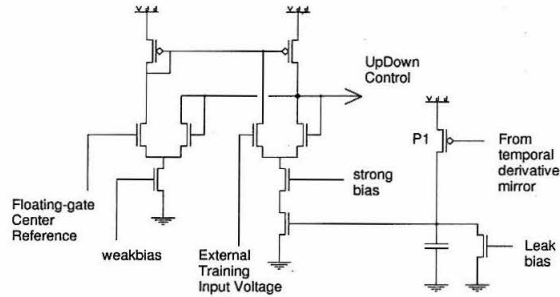 Vdd
Vdd
UpDown
Control
Vdd
P1
From
temporal
derivative
mirror
Floating-gate
Center
Reference
weakbias
External
Training
Input Voltage
strong
bias
Leak
bias